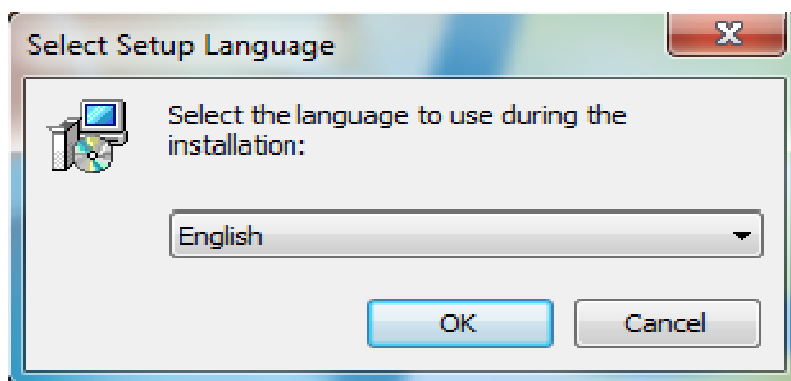 Select Setup Language
Select the language to use during the
installation:
English
OK
Cancel